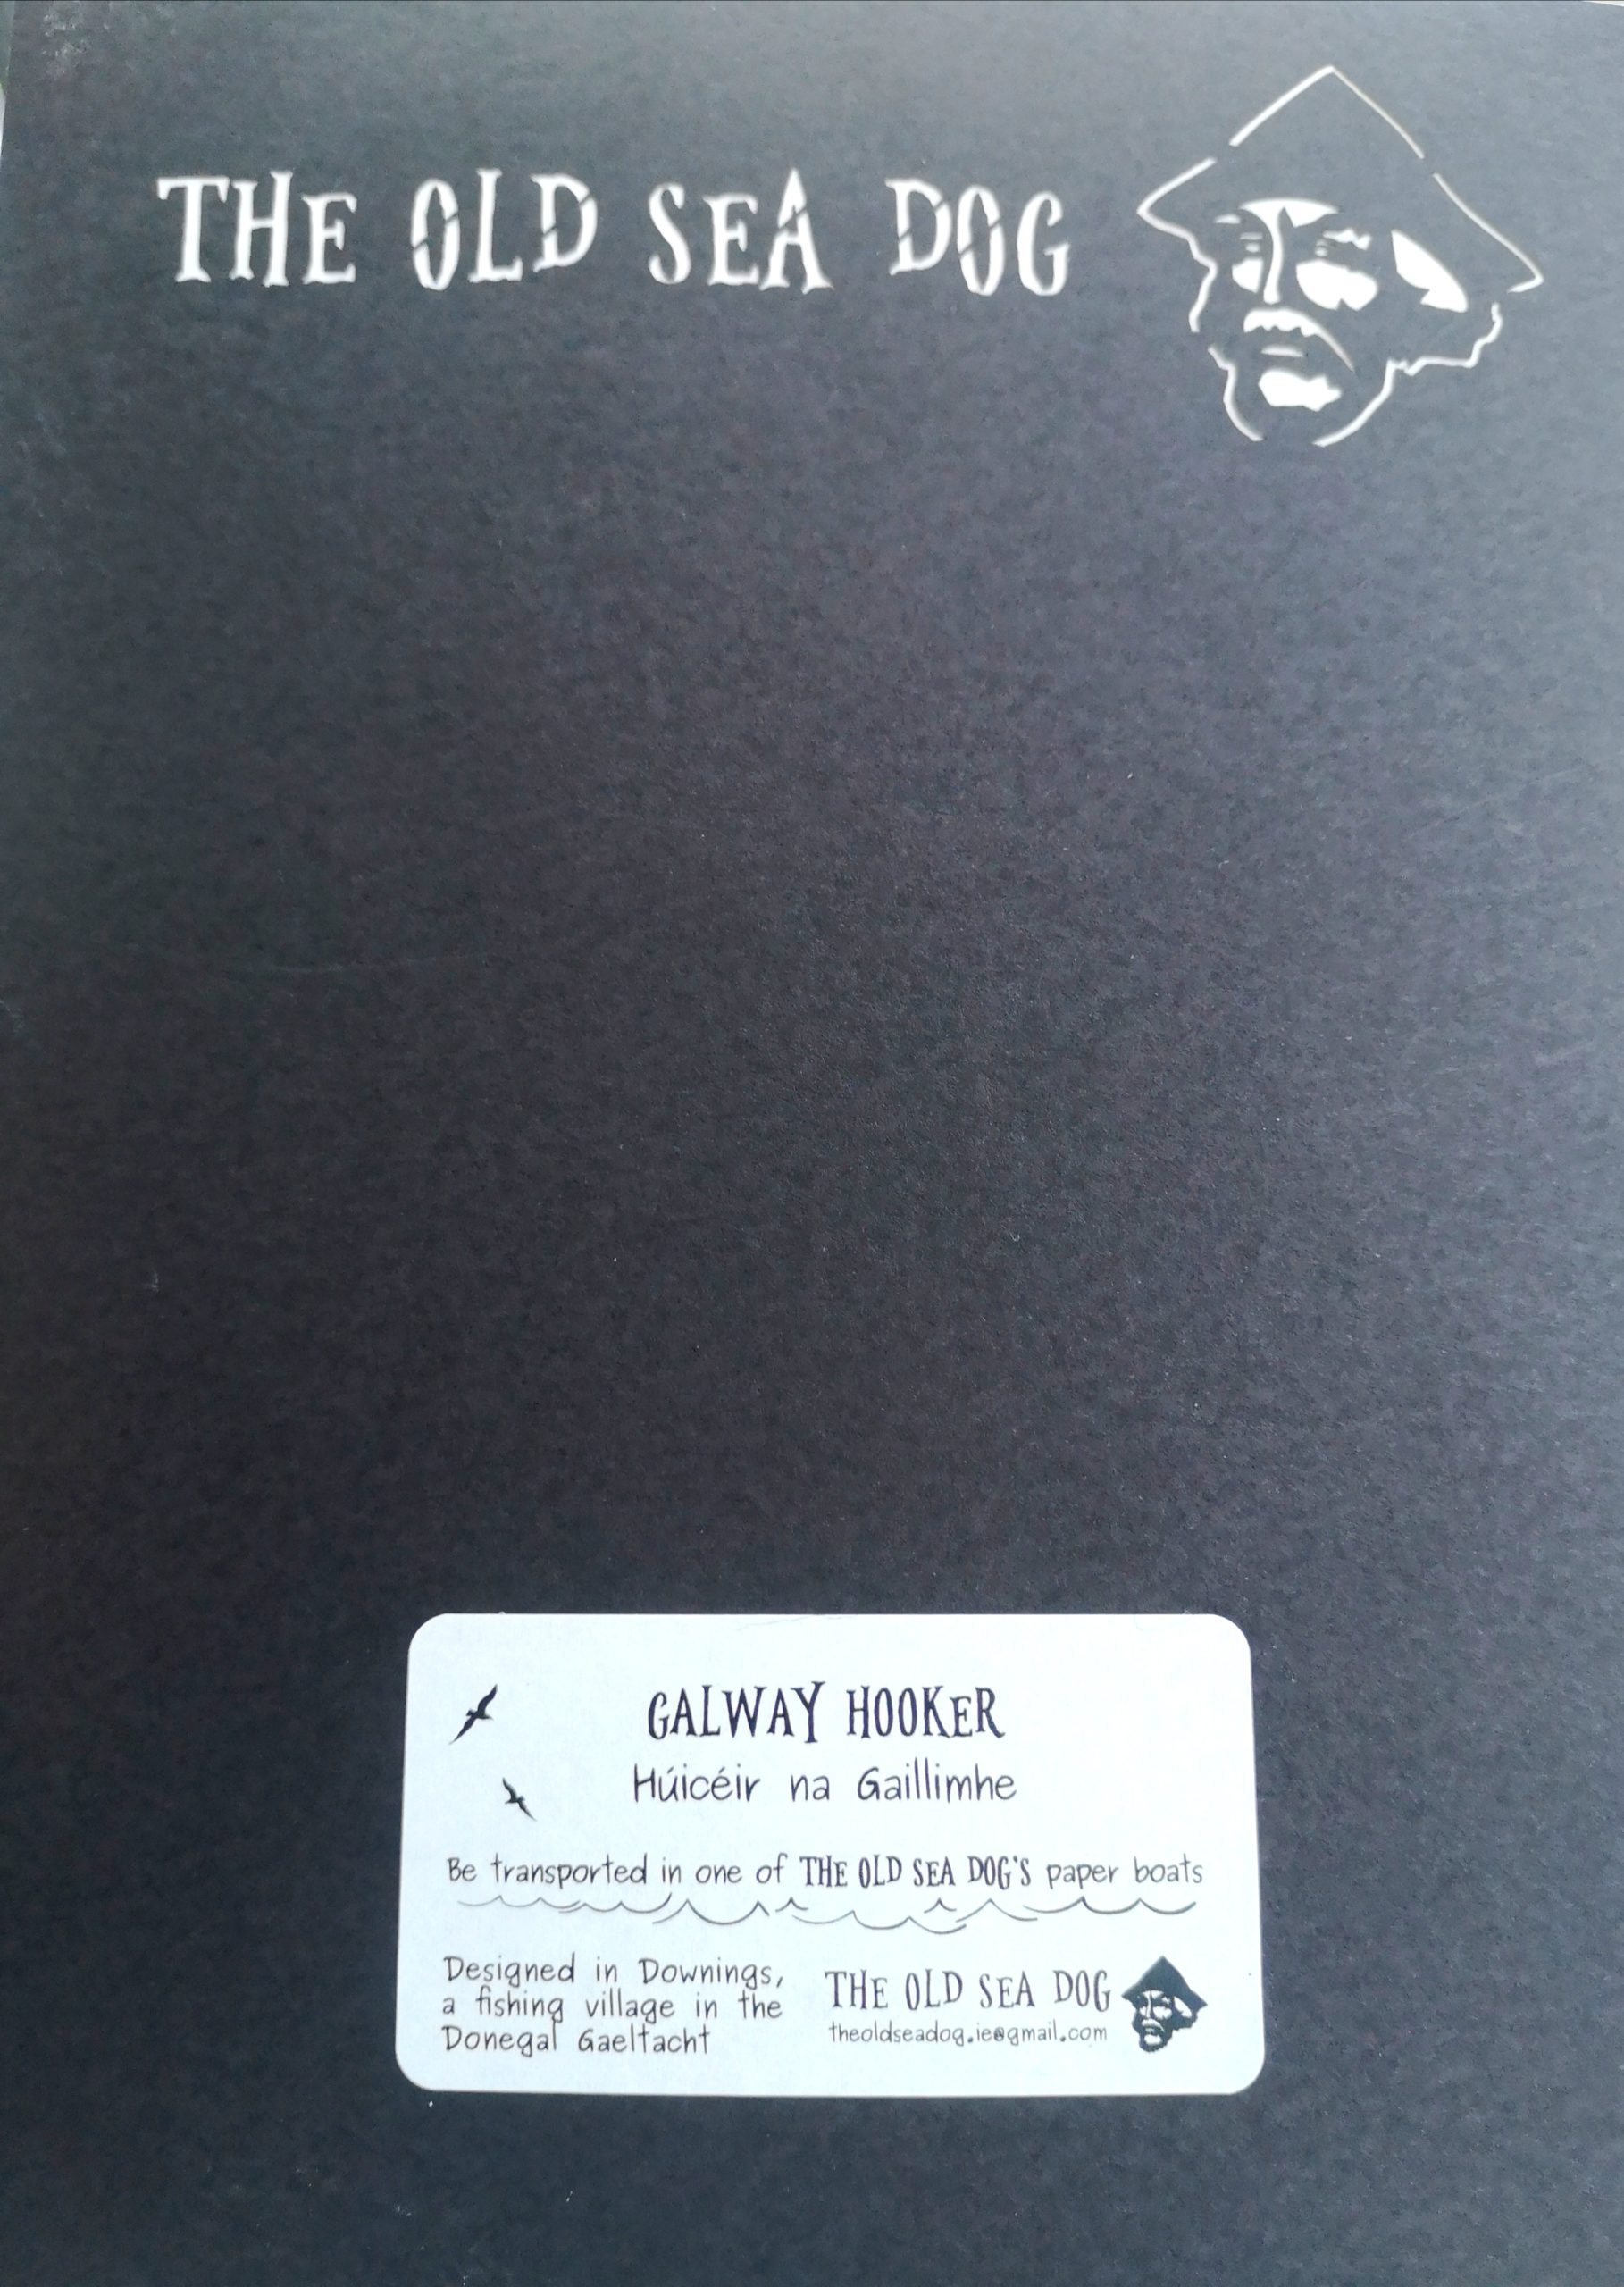 THE OLD SEA DOG
GALWAY HOOKER
Húicéir na Gaillimhe
Be transported in one of THE OLD SEA DOG'S paper boats
Designed in Downings,
a fishing village in the
Donegal Gaeltacht
THE OLD SEA DOG
theoldseadog.ie@gmail.com